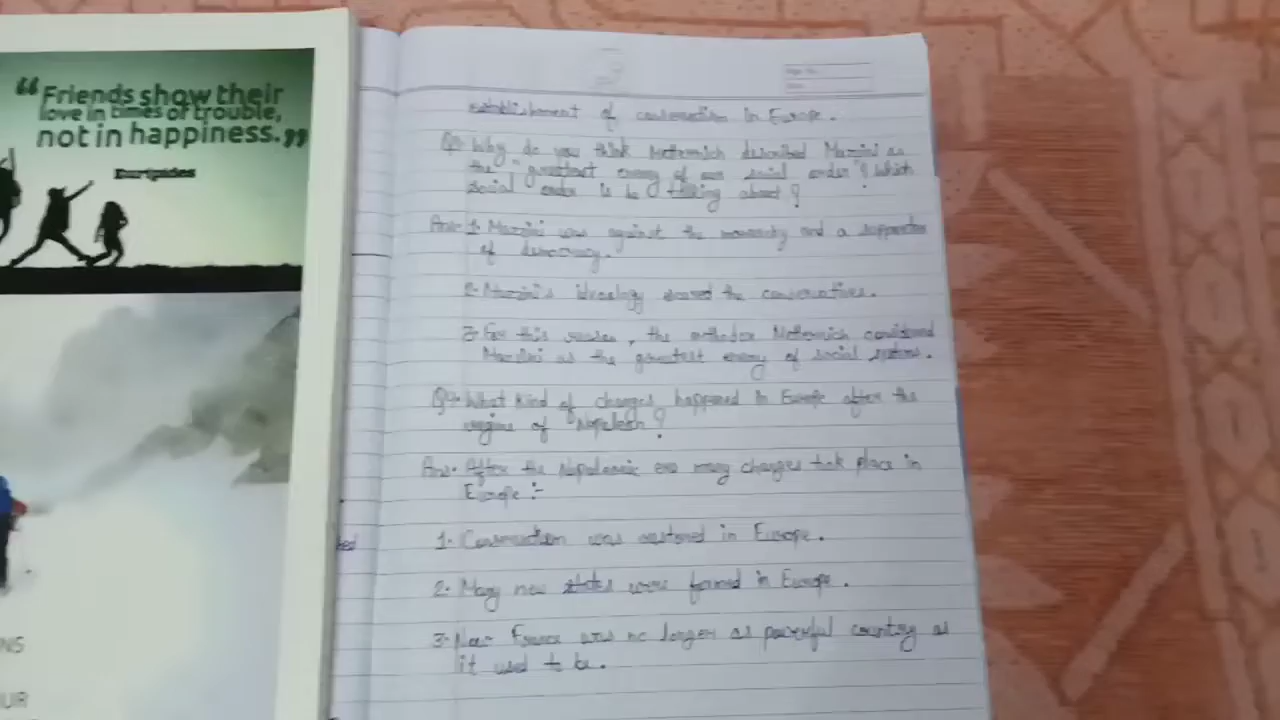 “Friends show their
love in times of trouble,
not in happiness.”
Euripides
NS
UIR
establishment of conservatism in Europe.
Q3- Why do you think Metternich described Mazzini as
the "greatest enemy of our social order"? Which
social order is he talking about?
Ans- 1- Mazzini was against the monarchy and a supporter
of democracy.
2- Mazzini's ideology scared the conservatives.
3- For this reason, the orthodox Metternich considered
Mazzini as the greatest enemy of social systems.
Q4- What kind of changes happened in Europe after the
regime of Napoleon?
Ans- After the Napoleonic era many changes took place in
Europe :-
1- Conservatism was restored in Europe.
2- Many new states were formed in Europe.
3- Now France was no longer as powerful country as
it used to be.